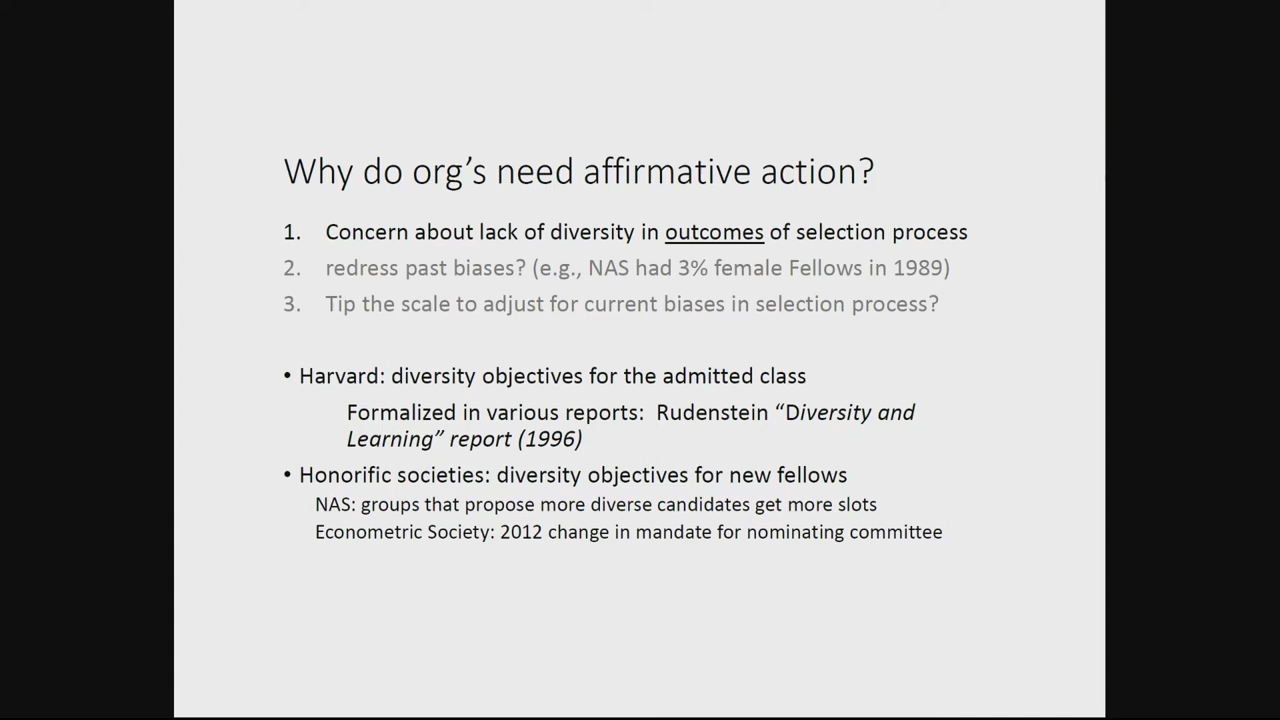 Why do org’s need affirmative action?
1. Concern about lack of diversity in outcomes of selection process
2. redress past biases? (e.g., NAS had 3% female Fellows in 1989)
3. Tip the scale to adjust for current biases in selection process?
• Harvard: diversity objectives for the admitted class
Formalized in various reports: Rudenstein “Diversity and
Learning” report (1996)
• Honorific societies: diversity objectives for new fellows
NAS: groups that propose more diverse candidates get more slots
Econometric Society: 2012 change in mandate for nominating committee